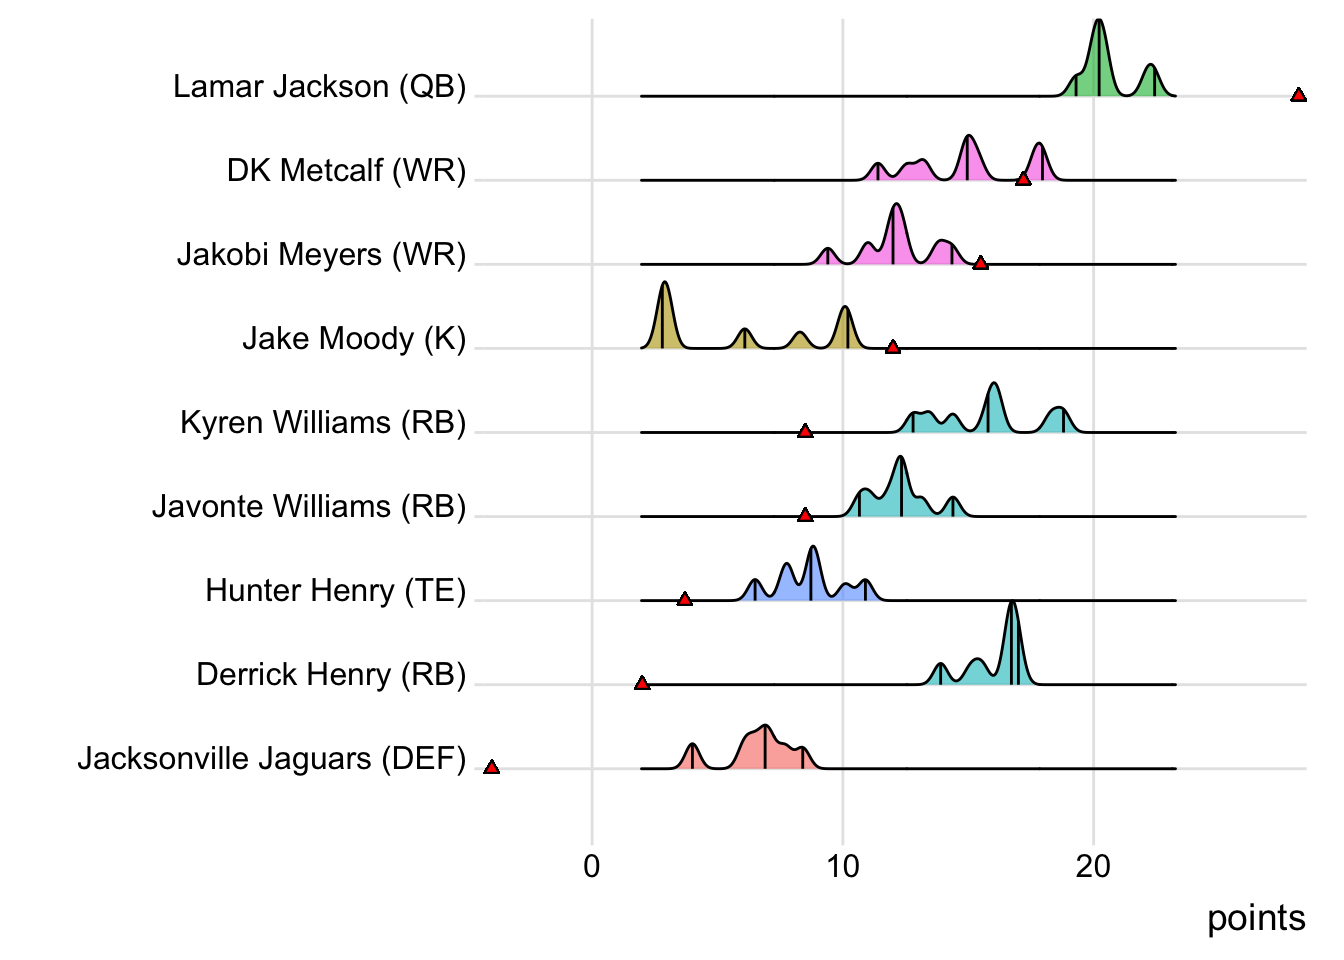 Lamar Jackson (QB)
DK Metcalf (WR)
Jakobi Meyers (WR)
Jake Moody (K)
Kyren Williams (RB)
Javonte Williams (RB)
Hunter Henry (TE)
Derrick Henry (RB)
Jacksonville Jaguars (DEF)
0 10 20
points